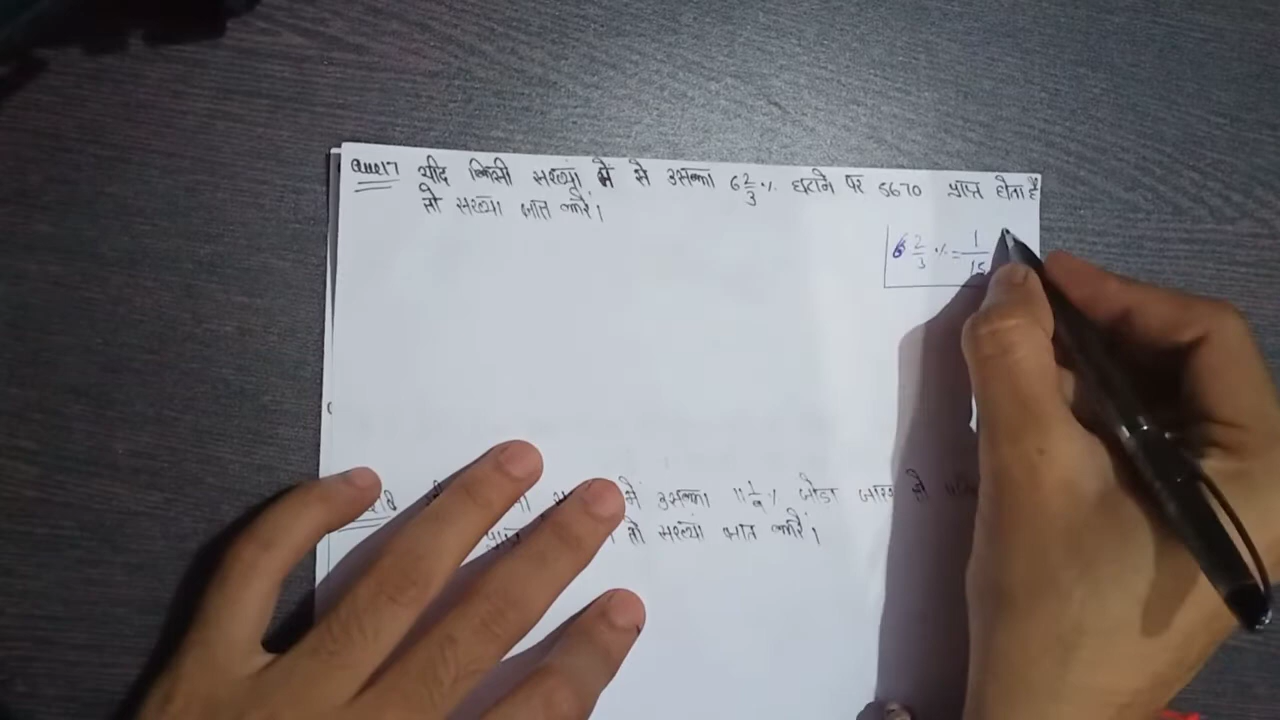 Que17 यदि किसी संख्या में से उसका 6 2/3 % घटाने पर 5670 प्राप्त होता है
तो संख्या ज्ञात करें।
6 2/3 % = 1/15
में उसका 11 1/9 % जोडा जाए तो
तो संख्या ज्ञात करें।